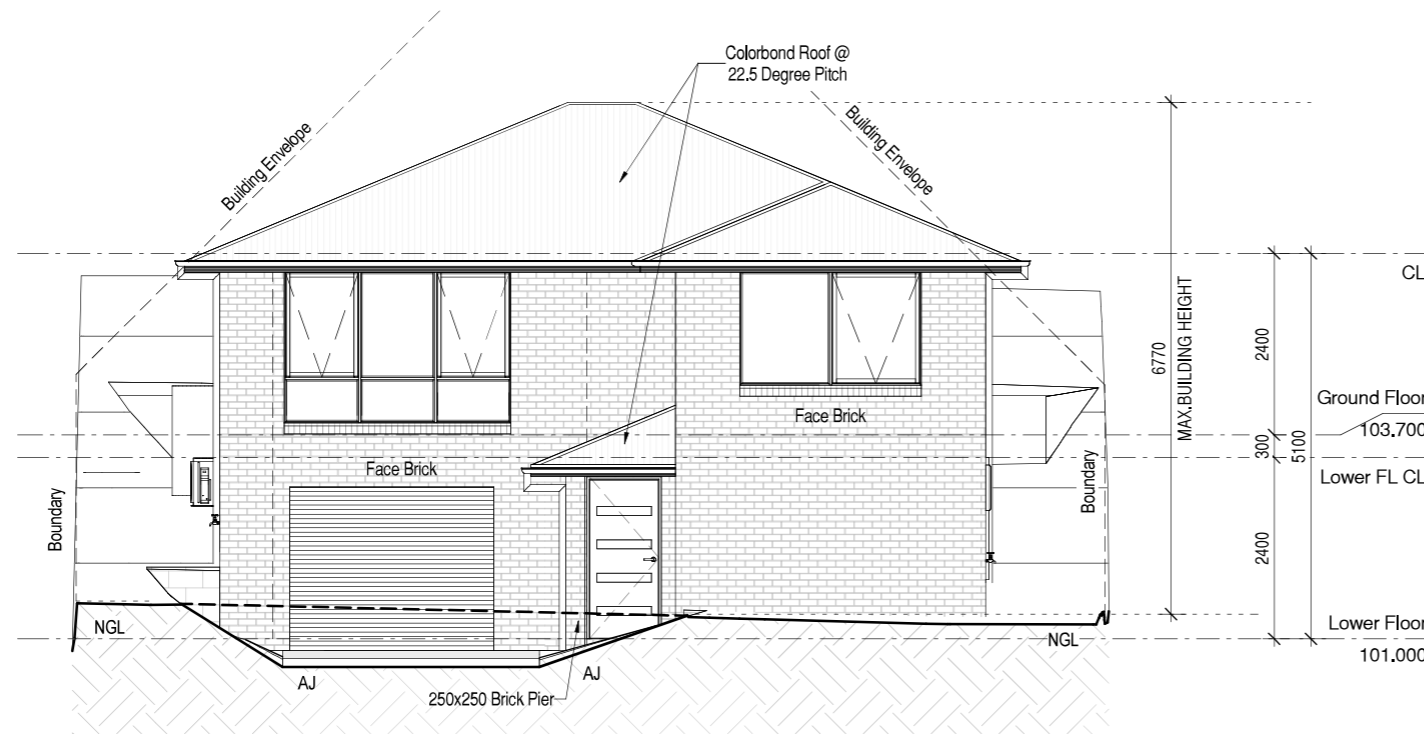 Colorbond Roof @
22.5 Degree Pitch
Building Envelope
Building Envelope
CL
2400
6770
MAX.BUILDING HEIGHT
Ground Floor
103.700
300
5100
Lower FL CL
2400
Lower Floor
101.000
Face Brick
Face Brick
Boundary
Boundary
NGL
NGL
AJ
AJ
250x250 Brick Pier